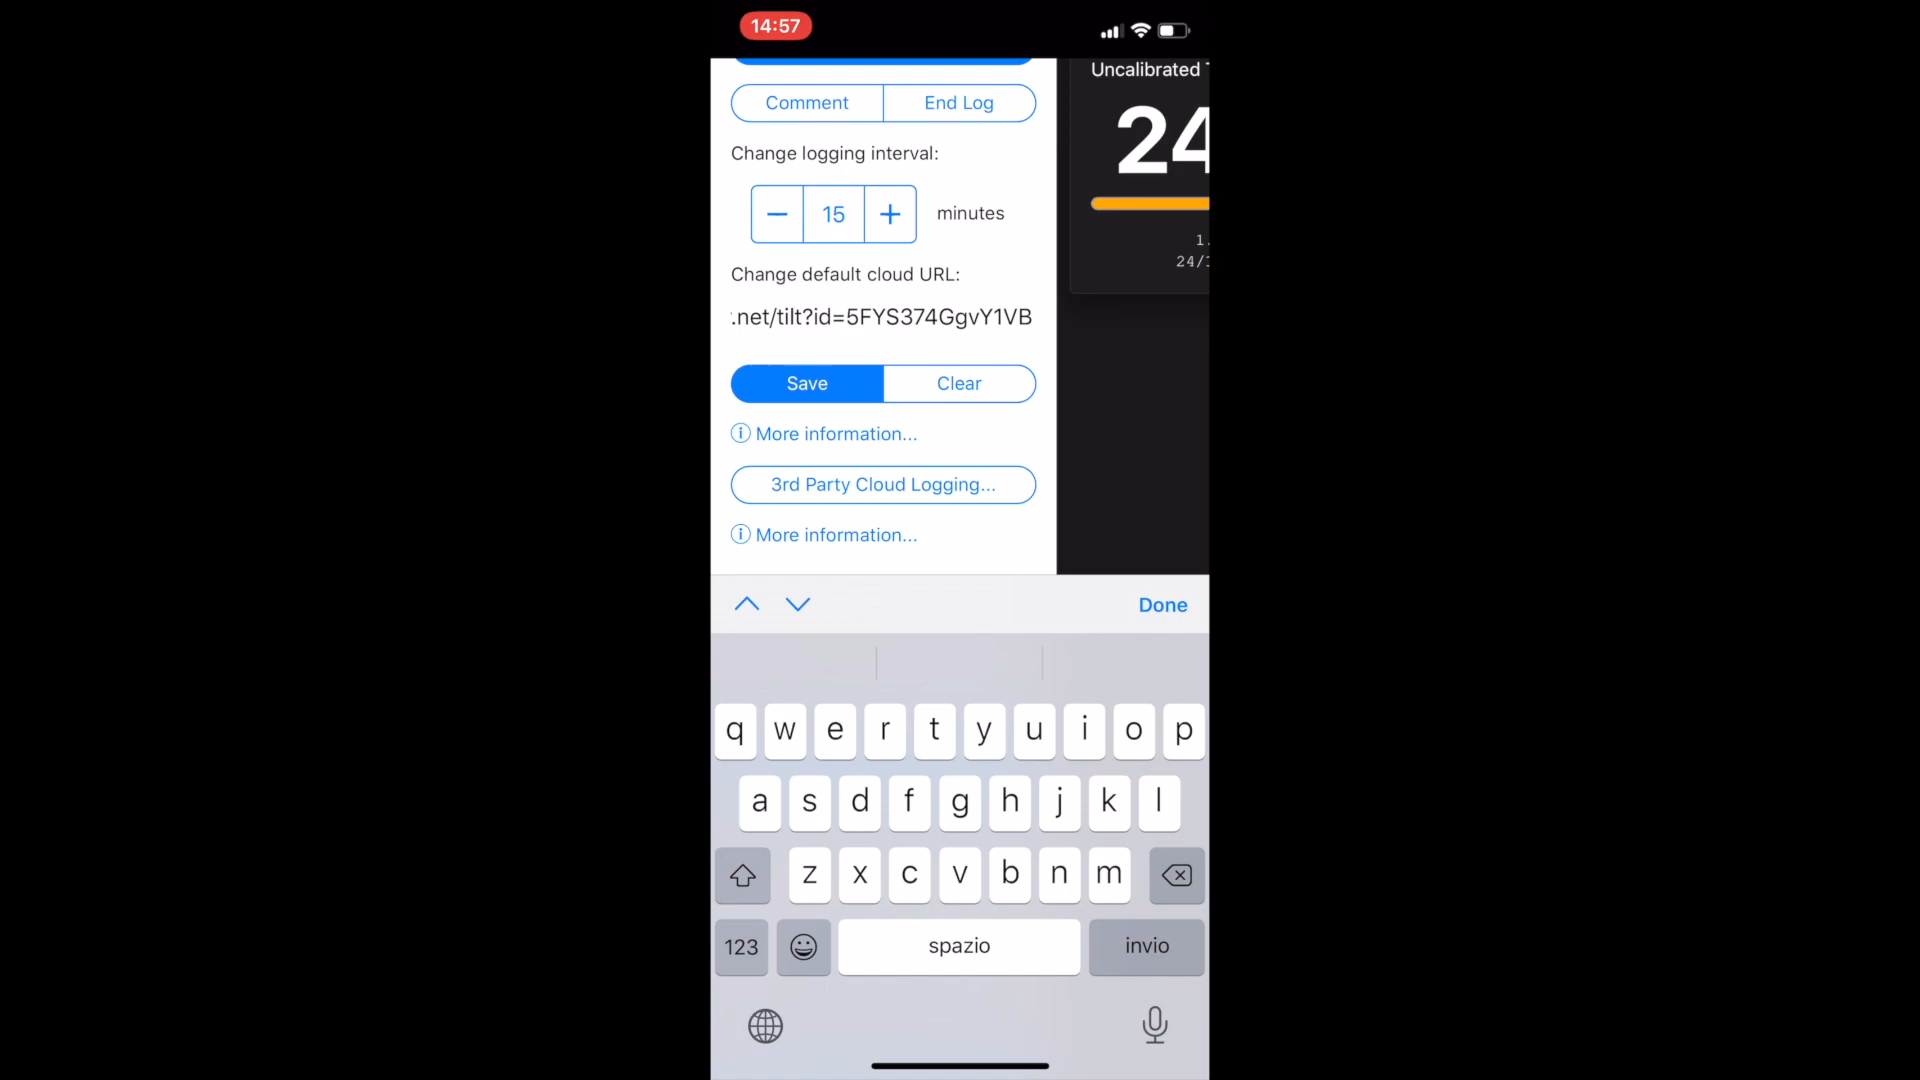 14:57
Uncalibrated
Comment
End Log
24
Change logging interval:
15
minutes
1.
24/1
Change default cloud URL:
.net/tilt?id=5FYS374GgvY1VB
Save
Clear
More information...
3rd Party Cloud Logging...
More information...
Done
q w e r t y u i o p
a s d f g h j k l
z x c v b n m
123
spazio
invio